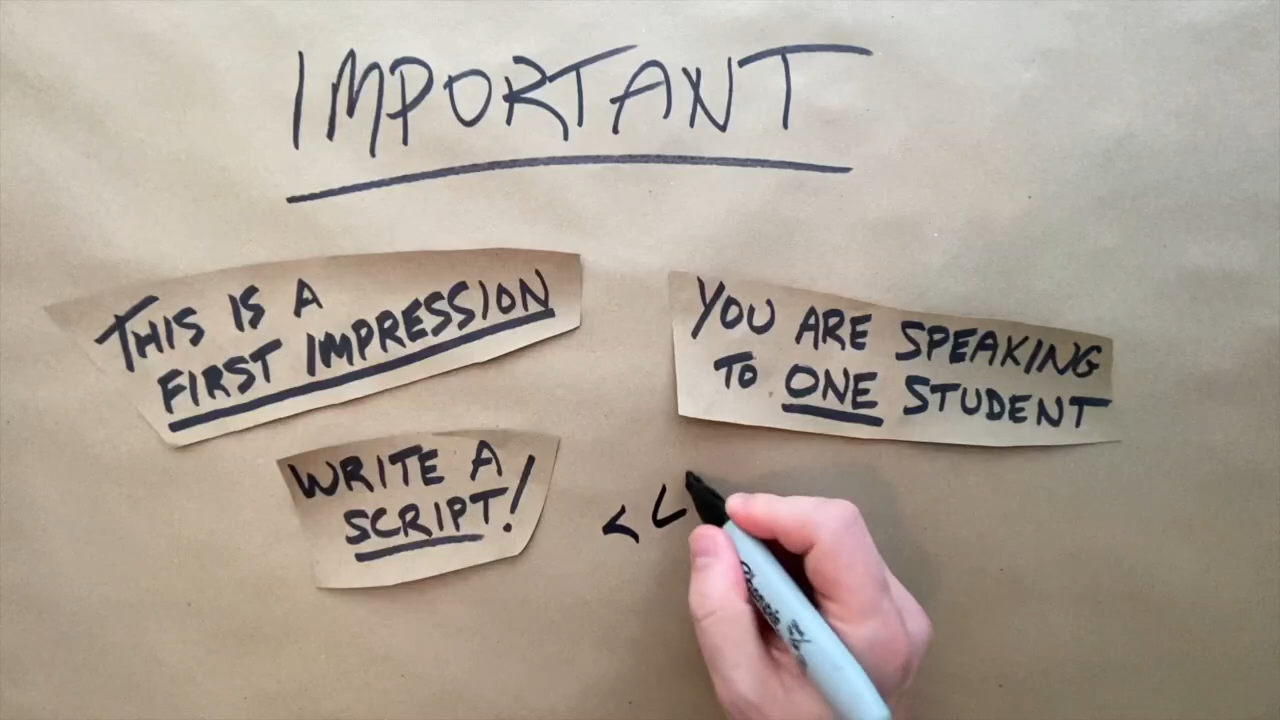 IMPORTANT
THIS IS A
FIRST IMPRESSION
YOU ARE SPEAKING
TO ONE STUDENT
WRITE A
SCRIPT!
<L